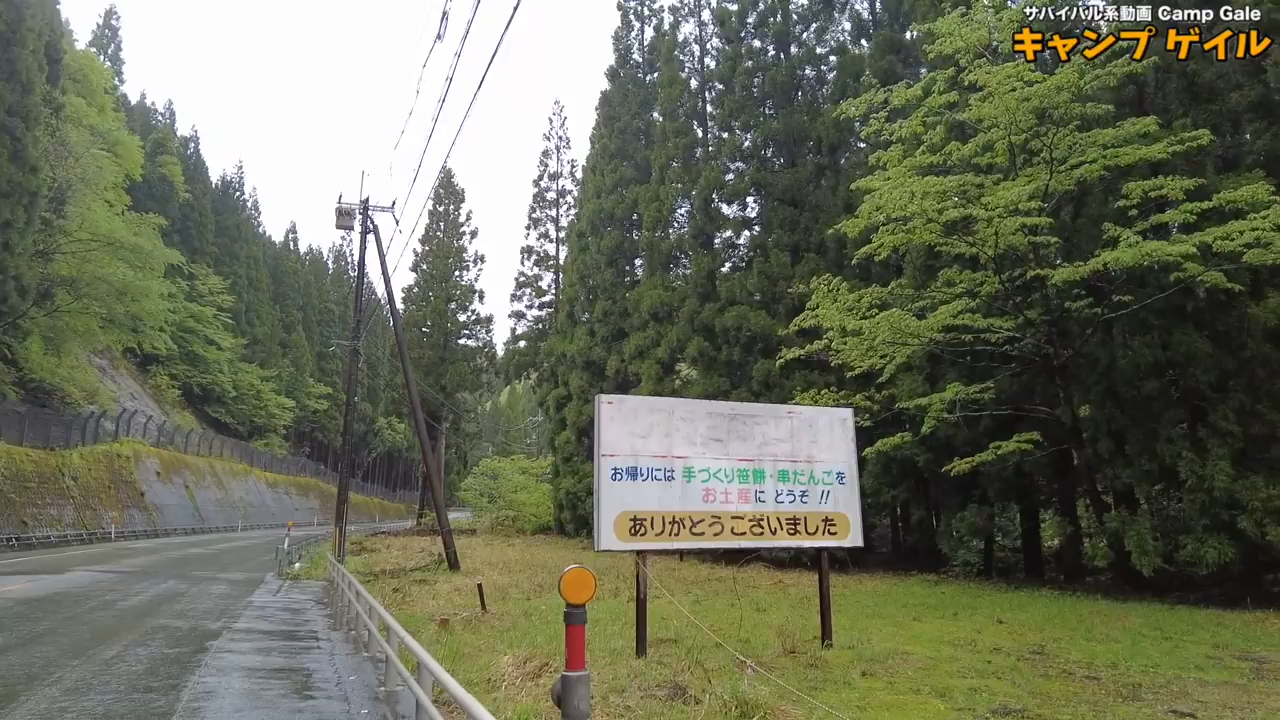 サバイバル系動画 Camp Gale
キャンプ ゲイル
お帰りには 手づくり笹餅・串だんごを
お土産に どうぞ !!
ありがとうございました